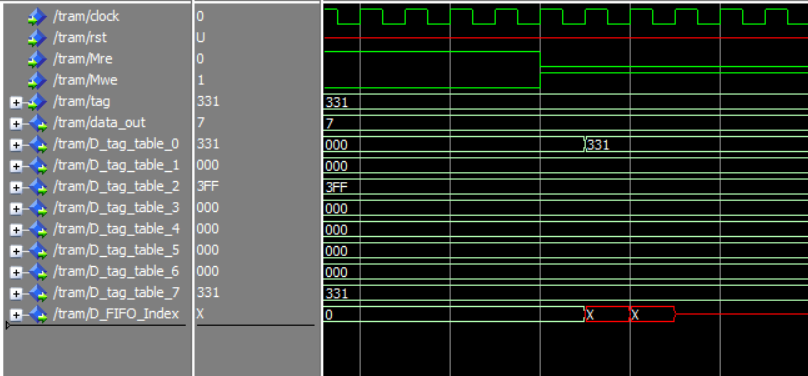 /tram/clock 0
/tram/rst U
/tram/Mre 0
/tram/Mwe 1
/tram/tag 331 331
/tram/data_out 7 7
/tram/D_tag_table_0 331 000 331
/tram/D_tag_table_1 000 000
/tram/D_tag_table_2 3FF 3FF
/tram/D_tag_table_3 000 000
/tram/D_tag_table_4 000 000
/tram/D_tag_table_5 000 000
/tram/D_tag_table_6 000 000
/tram/D_tag_table_7 331 331
/tram/D_FIFO_Index X 0 X X